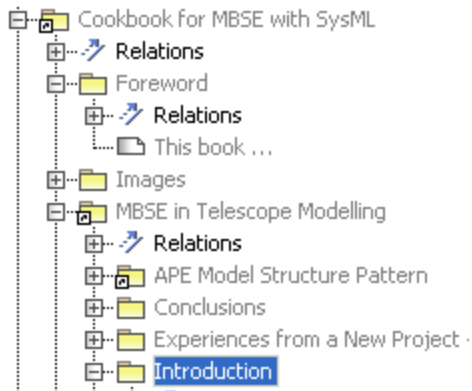 Cookbook for MBSE with SysML
Relations
Foreword
Relations
This book ...
Images
MBSE in Telescope Modelling
Relations
APE Model Structure Pattern
Conclusions
Experiences from a New Project -
Introduction